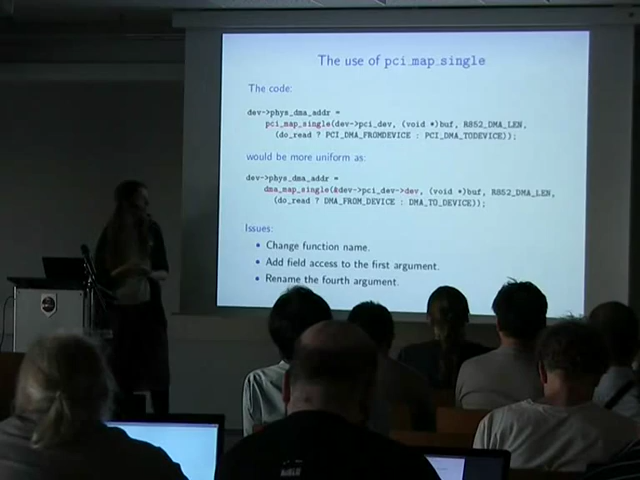 The use of pci_map_single
The code:
dev->phys_dma_addr =
pci_map_single(dev->pci_dev, (void *)buf, R852_DMA_LEN,
(do_read ? PCI_DMA_FROMDEVICE : PCI_DMA_TODEVICE));
would be more uniform as:
dev->phys_dma_addr =
dma_map_single(&dev->pci_dev->dev, (void *)buf, R852_DMA_LEN,
(do_read ? DMA_FROM_DEVICE : DMA_TO_DEVICE));
Issues:
• Change function name.
• Add field access to the first argument.
• Rename the fourth argument.